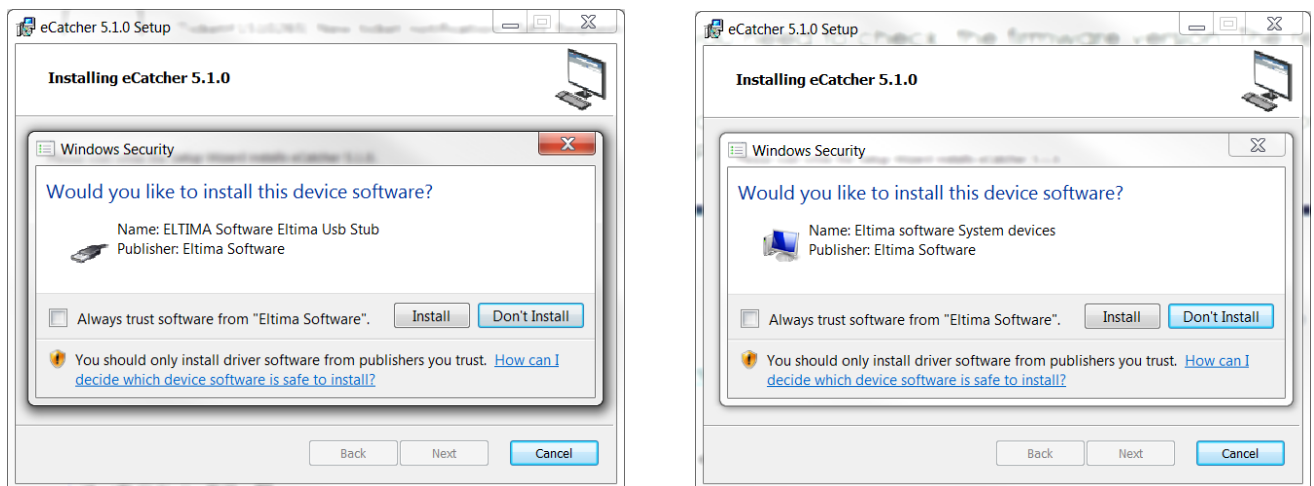 eCatcher 5.1.0 Setup
Installing eCatcher 5.1.0
Windows Security
Would you like to install this device software?
Name: ELTIMA Software Eltima Usb Stub
Publisher: Eltima Software
Always trust software from "Eltima Software".
Install
Don't Install
You should only install driver software from publishers you trust. How can I
decide which device software is safe to install?
Back
Next
Cancel
eCatcher 5.1.0 Setup
need to check the firmware version
Installing eCatcher 5.1.0
Windows Security
Would you like to install this device software?
Name: Eltima software System devices
Publisher: Eltima Software
Always trust software from "Eltima Software".
Install
Don't Install
You should only install driver software from publishers you trust. How can I
decide which device software is safe to install?
Back
Next
Cancel